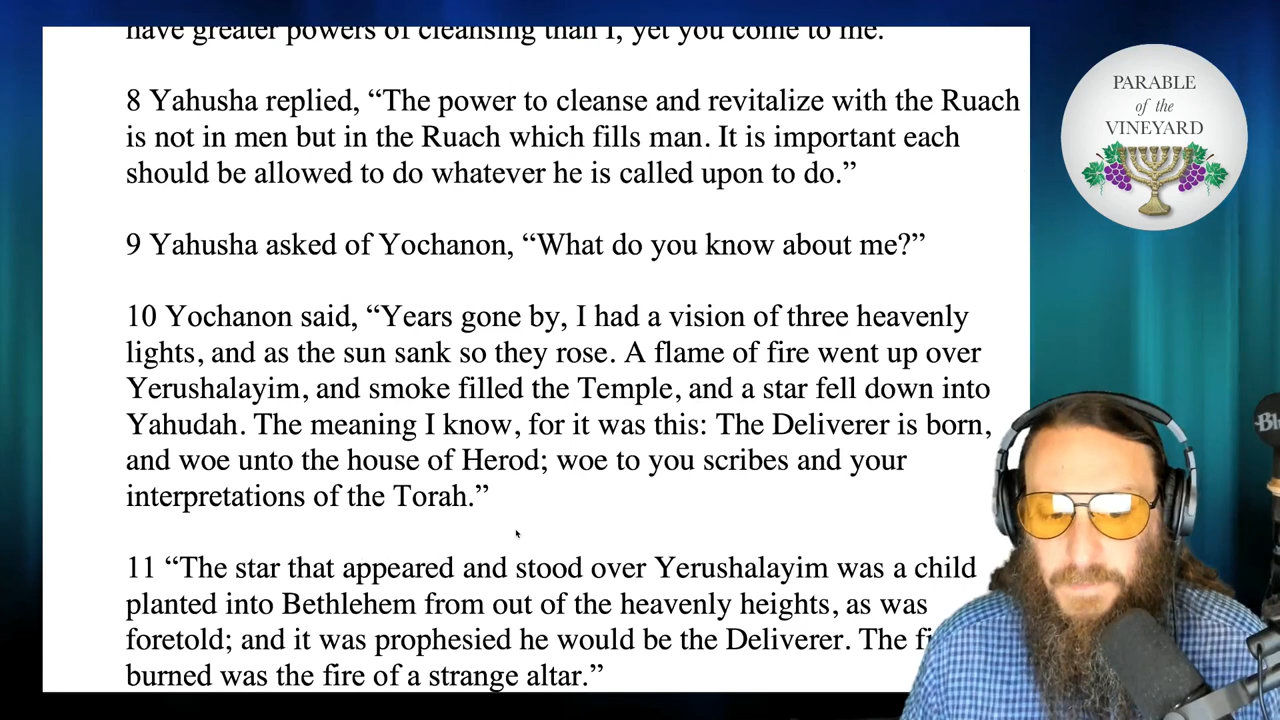 have greater powers of cleansing than I, yet you come to me.
8 Yahusha replied, “The power to cleanse and revitalize with the Ruach
is not in men but in the Ruach which fills man. It is important each
should be allowed to do whatever he is called upon to do.”
9 Yahusha asked of Yochanon, “What do you know about me?”
10 Yochanon said, “Years gone by, I had a vision of three heavenly
lights, and as the sun sank so they rose. A flame of fire went up over
Yerushalayim, and smoke filled the Temple, and a star fell down into
Yahudah. The meaning I know, for it was this: The Deliverer is born,
and woe unto the house of Herod; woe to you scribes and your
interpretations of the Torah.”
11 “The star that appeared and stood over Yerushalayim was a child
planted into Bethlehem from out of the heavenly heights, as was
foretold; and it was prophesied he would be the Deliverer. The
burned was the fire of a strange altar.”
PARABLE
of the
VINEYARD